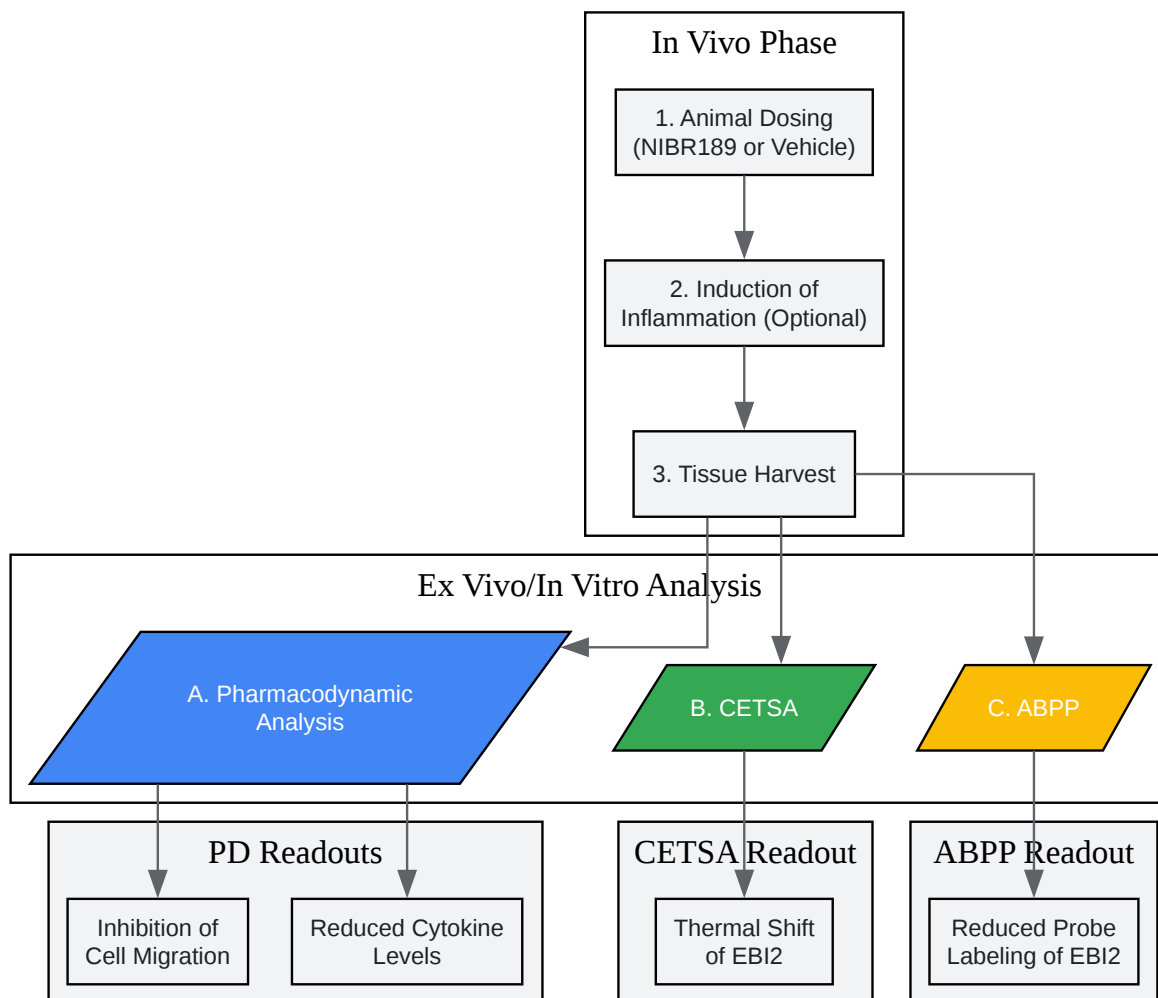 In Vivo Phase
1. Animal Dosing
(NIBR189 or Vehicle)
2. Induction of
Inflammation (Optional)
3. Tissue Harvest
Ex Vivo/In Vitro Analysis
A. Pharmacodynamic
Analysis
B. CETSA
C. ABPP
PD Readouts
Inhibition of
Cell Migration
Reduced Cytokine
Levels
CETSA Readout
Thermal Shift
of EBI2
ABPP Readout
Reduced Probe
Labeling of EBI2